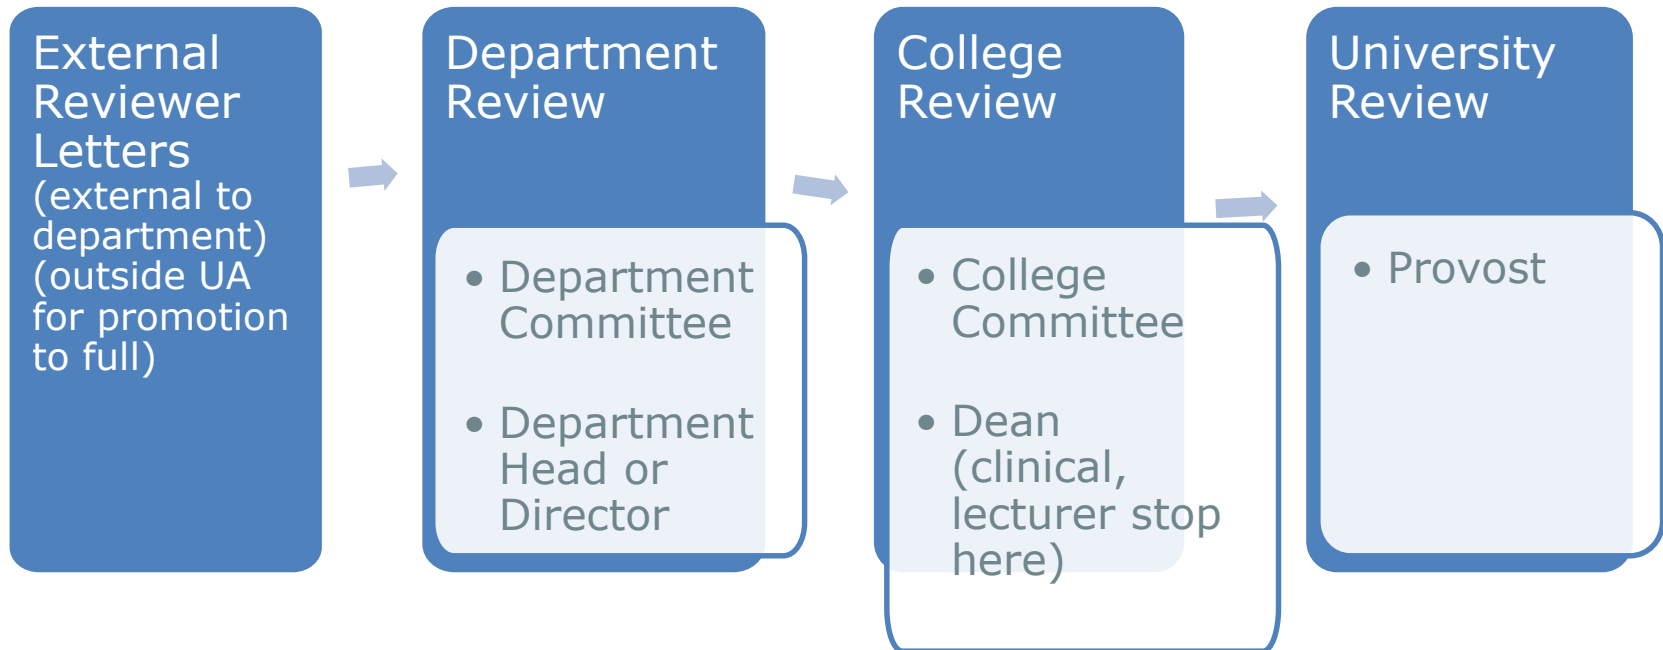 External
Reviewer
Letters
(external to
department)
(outside UA
for promotion
to full)
Department
Review
• Department
Committee
• Department
Head or
Director
College
Review
• College
Committee
• Dean
(clinical,
lecturer stop
here)
University
Review
• Provost